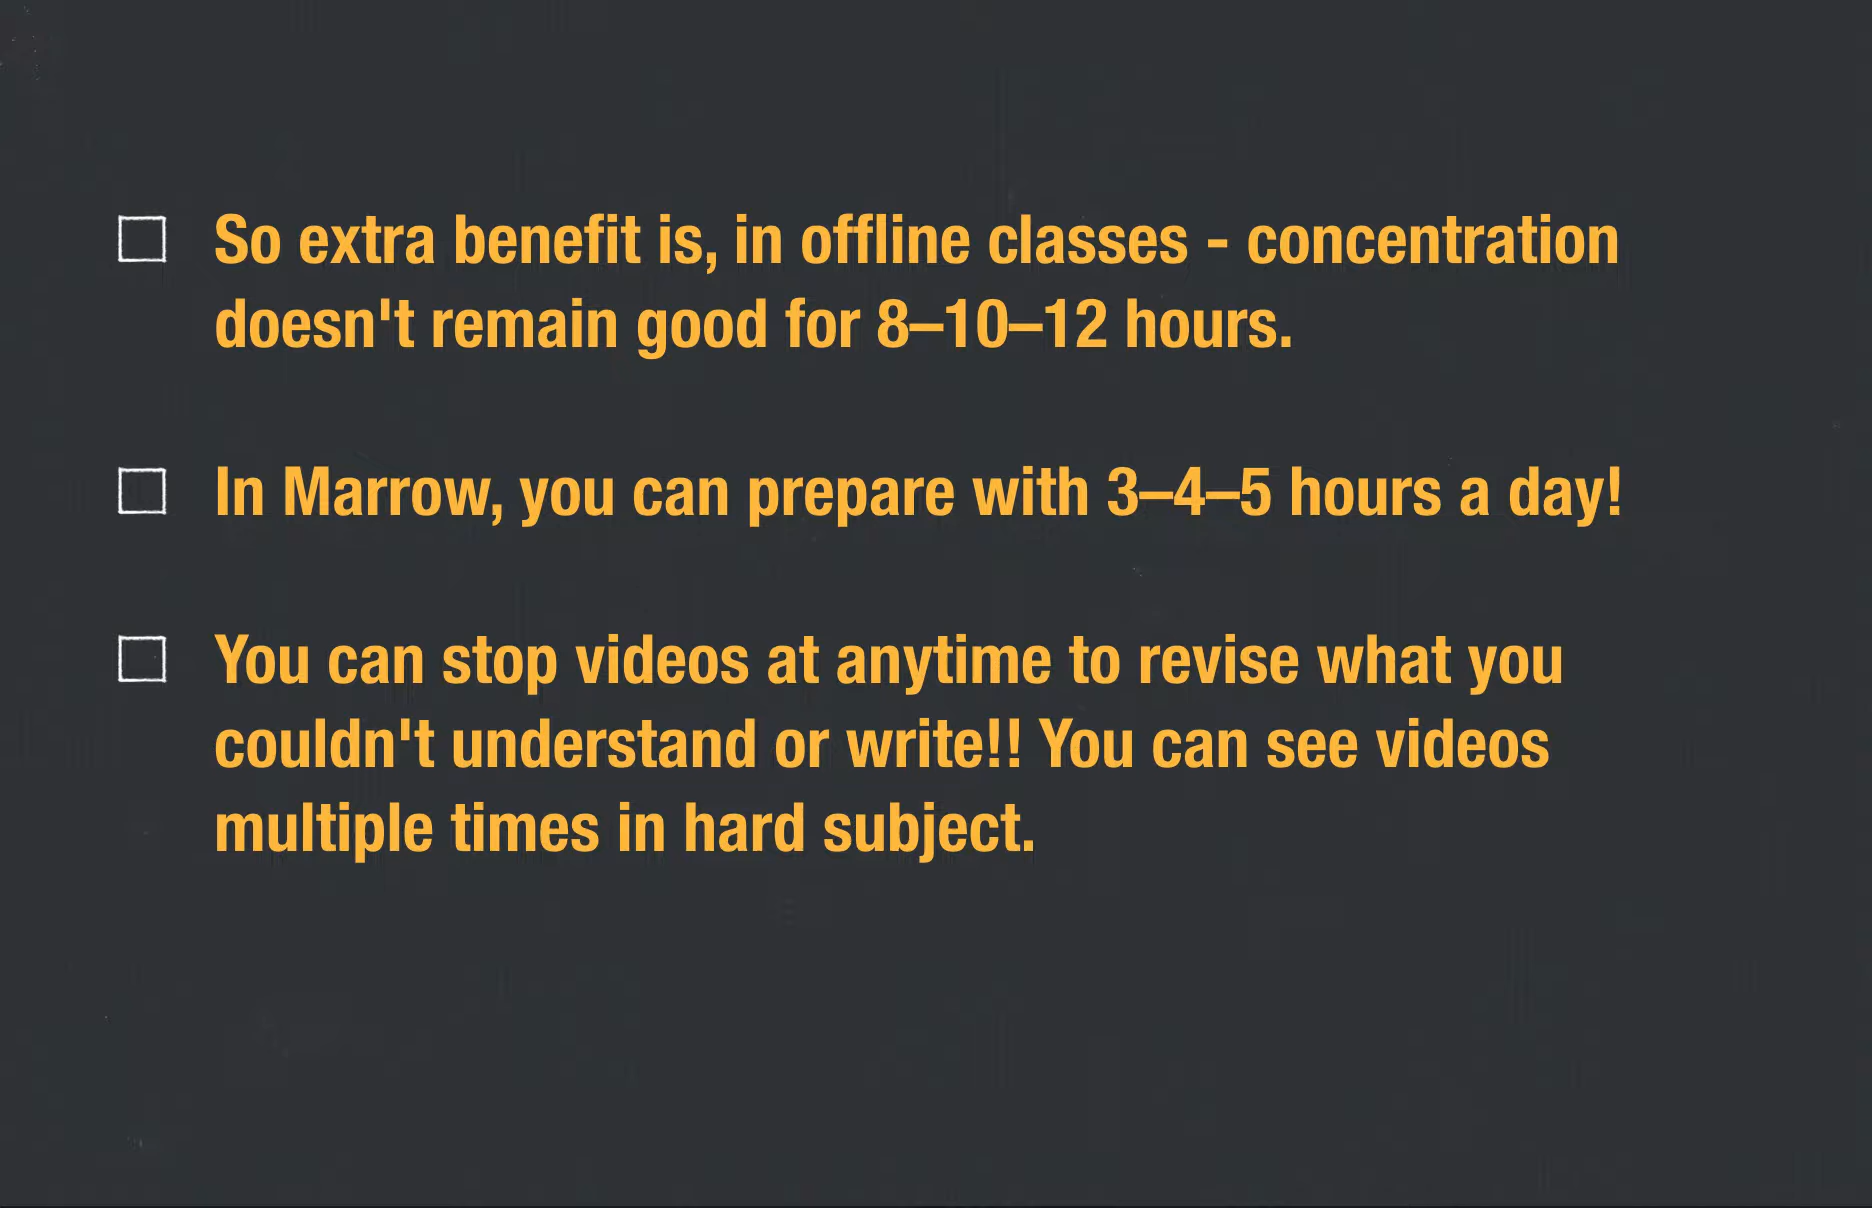 So extra benefit is, in offline classes - concentration
doesn't remain good for 8–10–12 hours.
In Marrow, you can prepare with 3–4–5 hours a day!
You can stop videos at anytime to revise what you
couldn't understand or write!! You can see videos
multiple times in hard subject.